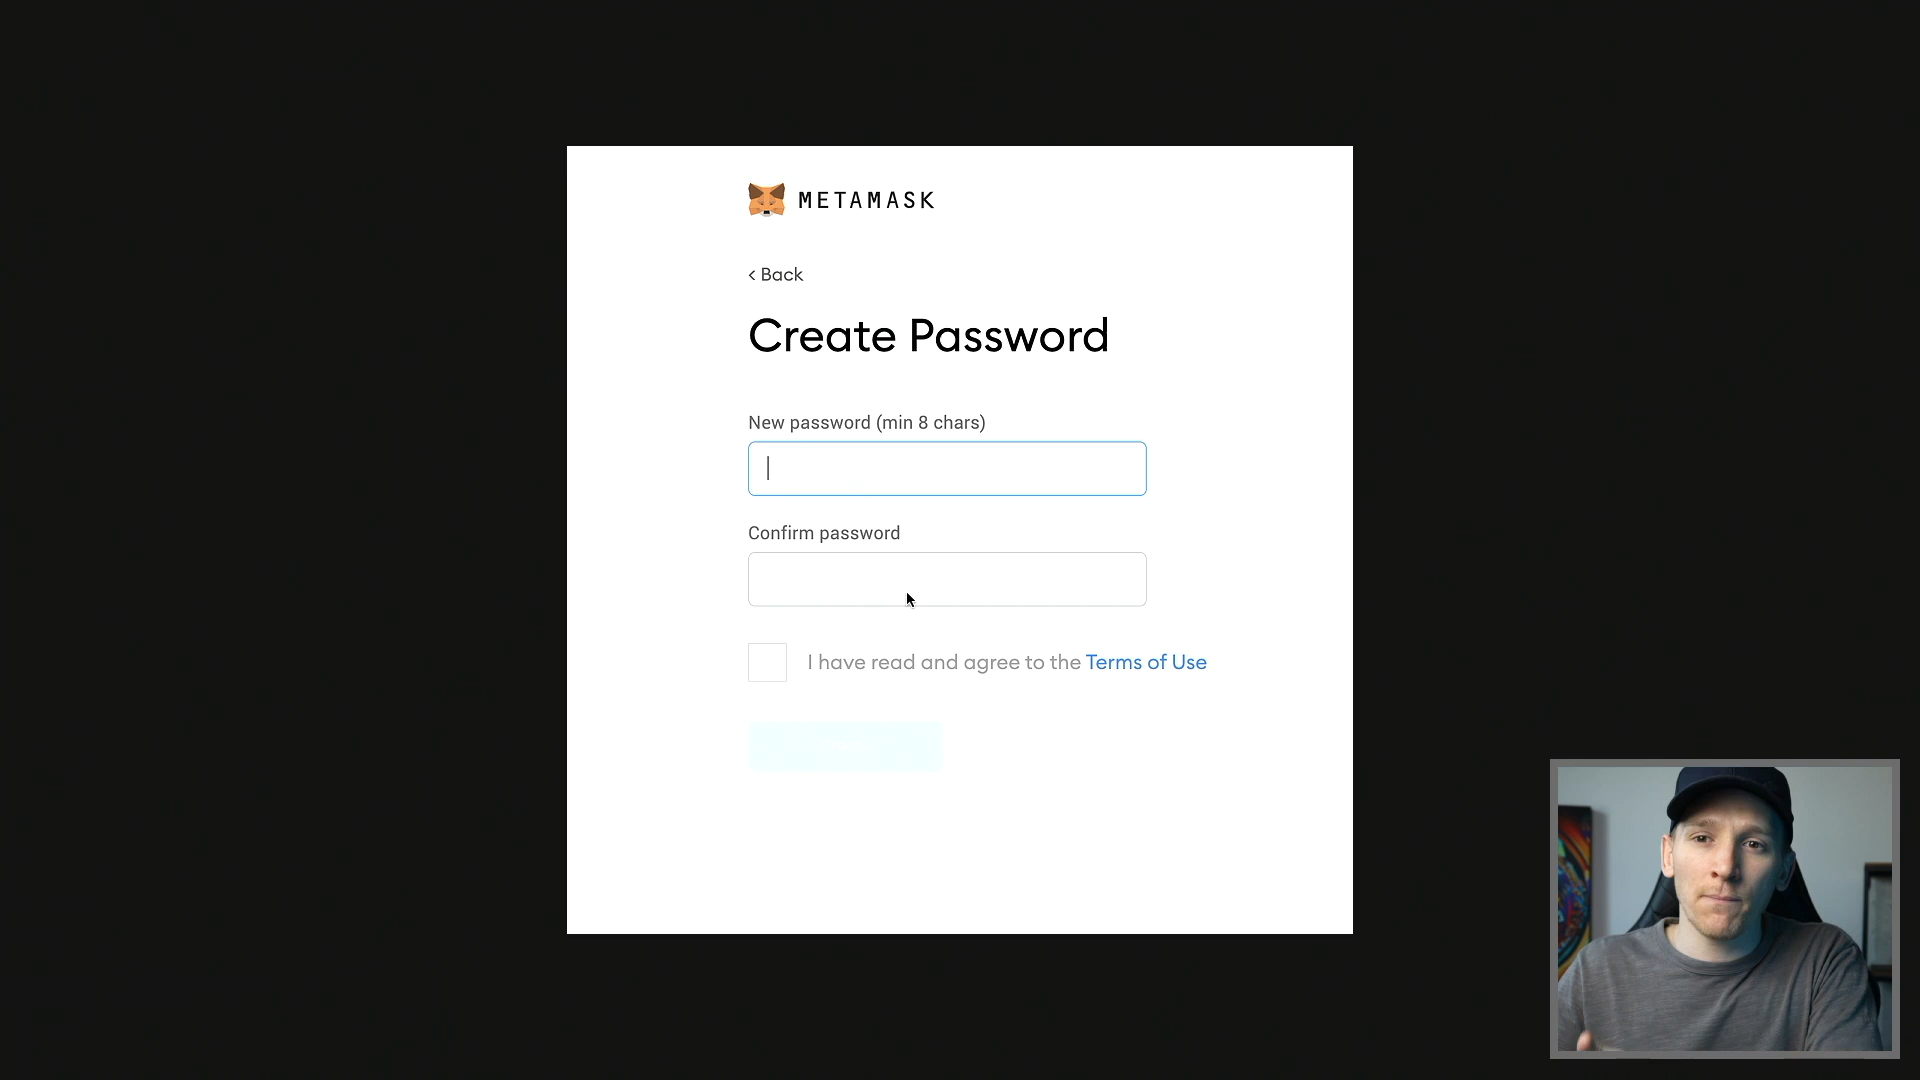 METAMASK
< Back
Create Password
New password (min 8 chars)
Confirm password
I have read and agree to the Terms of Use